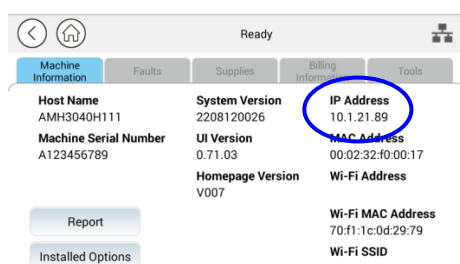 Ready
Machine Information
Faults
Supplies
Billing Information
Tools
Host Name
AMH3040H111
Machine Serial Number
A123456789
System Version
2208120026
UI Version
0.71.03
Homepage Version
V007
IP Address
10.1.21.89
MAC Address
00:02:32:f0:00:17
Wi-Fi Address
Wi-Fi MAC Address
70:f1:1c:0d:29:79
Wi-Fi SSID
Report
Installed Options